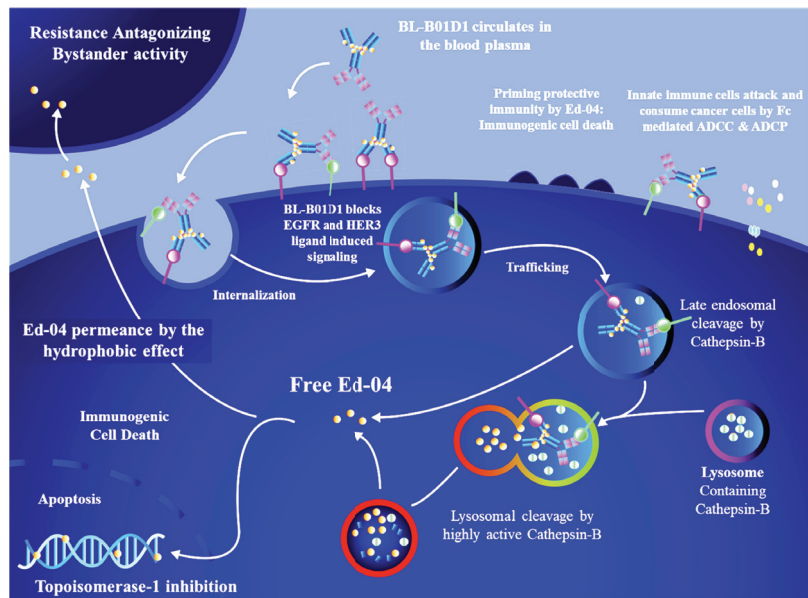 Resistance Antagonizing
Bystander activity
BL-B01D1 circulates in
the blood plasma
Priming protective
immunity by Ed-04:
Immunogenic cell death
Innate immune cells attack and
consume cancer cells by Fc
mediated ADCC & ADCP
BL-B01D1 blocks
EGFR and HER3
ligand induced
signaling
Internalization
Trafficking
Late endosomal
cleavage by
Cathepsin-B
Ed-04 permeance by the
hydrophobic effect
Free Ed-04
Immunogenic
Cell Death
Apoptosis
Topoisomerase-1 inhibition
Lysosomal cleavage by
highly active Cathepsin-B
Lysosome
Containing
Cathepsin-B